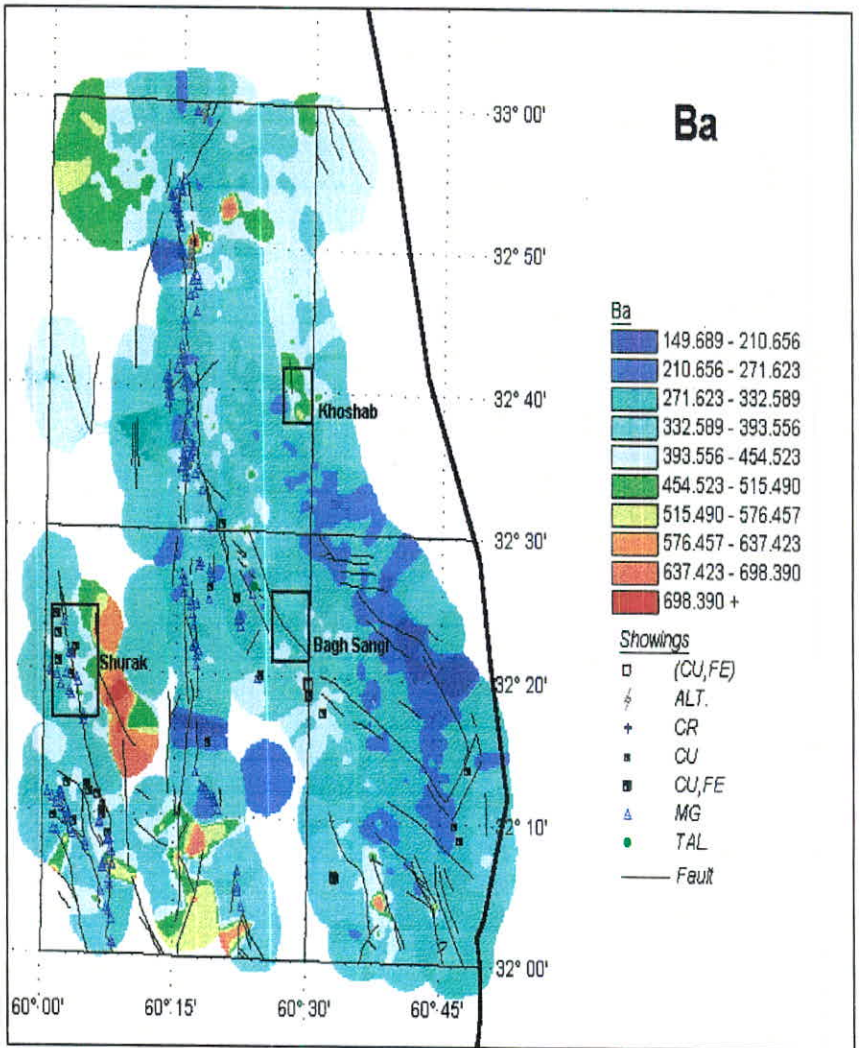 Ba
33° 00'
32° 50'
32° 40'
32° 30'
32° 20'
32° 10'
32° 00'
60° 00'
60° 15'
60° 30'
60° 45'
Khoshab
Bagh Sangi
Shurak
Ba
149.689 - 210.656
210.656 - 271.623
271.623 - 332.589
332.589 - 393.556
393.556 - 454.523
454.523 - 515.490
515.490 - 576.457
576.457 - 637.423
637.423 - 698.390
698.390 +
Showings
(CU,FE)
ALT.
CR
CU
CU,FE
MG
TAL.
Fault